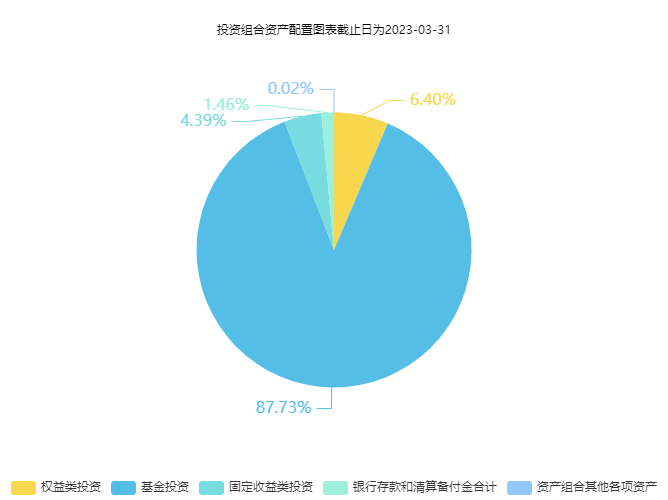 投资组合资产配置图表截止日为2023-03-31
0.02%
1.46%
6.40%
4.39%
87.73%
权益类投资 基金投资 固定收益类投资 银行存款和清算备付金合计 资产组合其他各项资产